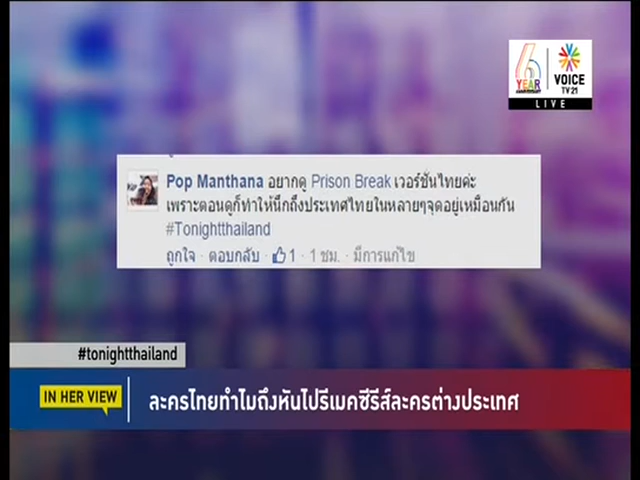 6
YEAR
ANNIVERSARY
VOICE
TV 21
LIVE
Pop Manthana อยากดู Prison Break เวอร์ชั่นไทยค่ะ
เพราะตอนดูก็ทำให้นึกถึงประเทศไทยในหลายๆจุดอยู่เหมือนกัน
#Tonightthailand
ถูกใจ · ตอบกลับ · 1 · 1 ชม. · มีการแก้ไข
#tonightthailand
IN HER VIEW
ละครไทยทำไมถึงหันไปรีเมคซีรีส์ละครต่างประเทศ